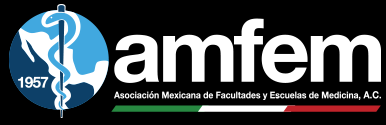 1957
amfem
Asociación Mexicana de Facultades y Escuelas de Medicina, A.C.